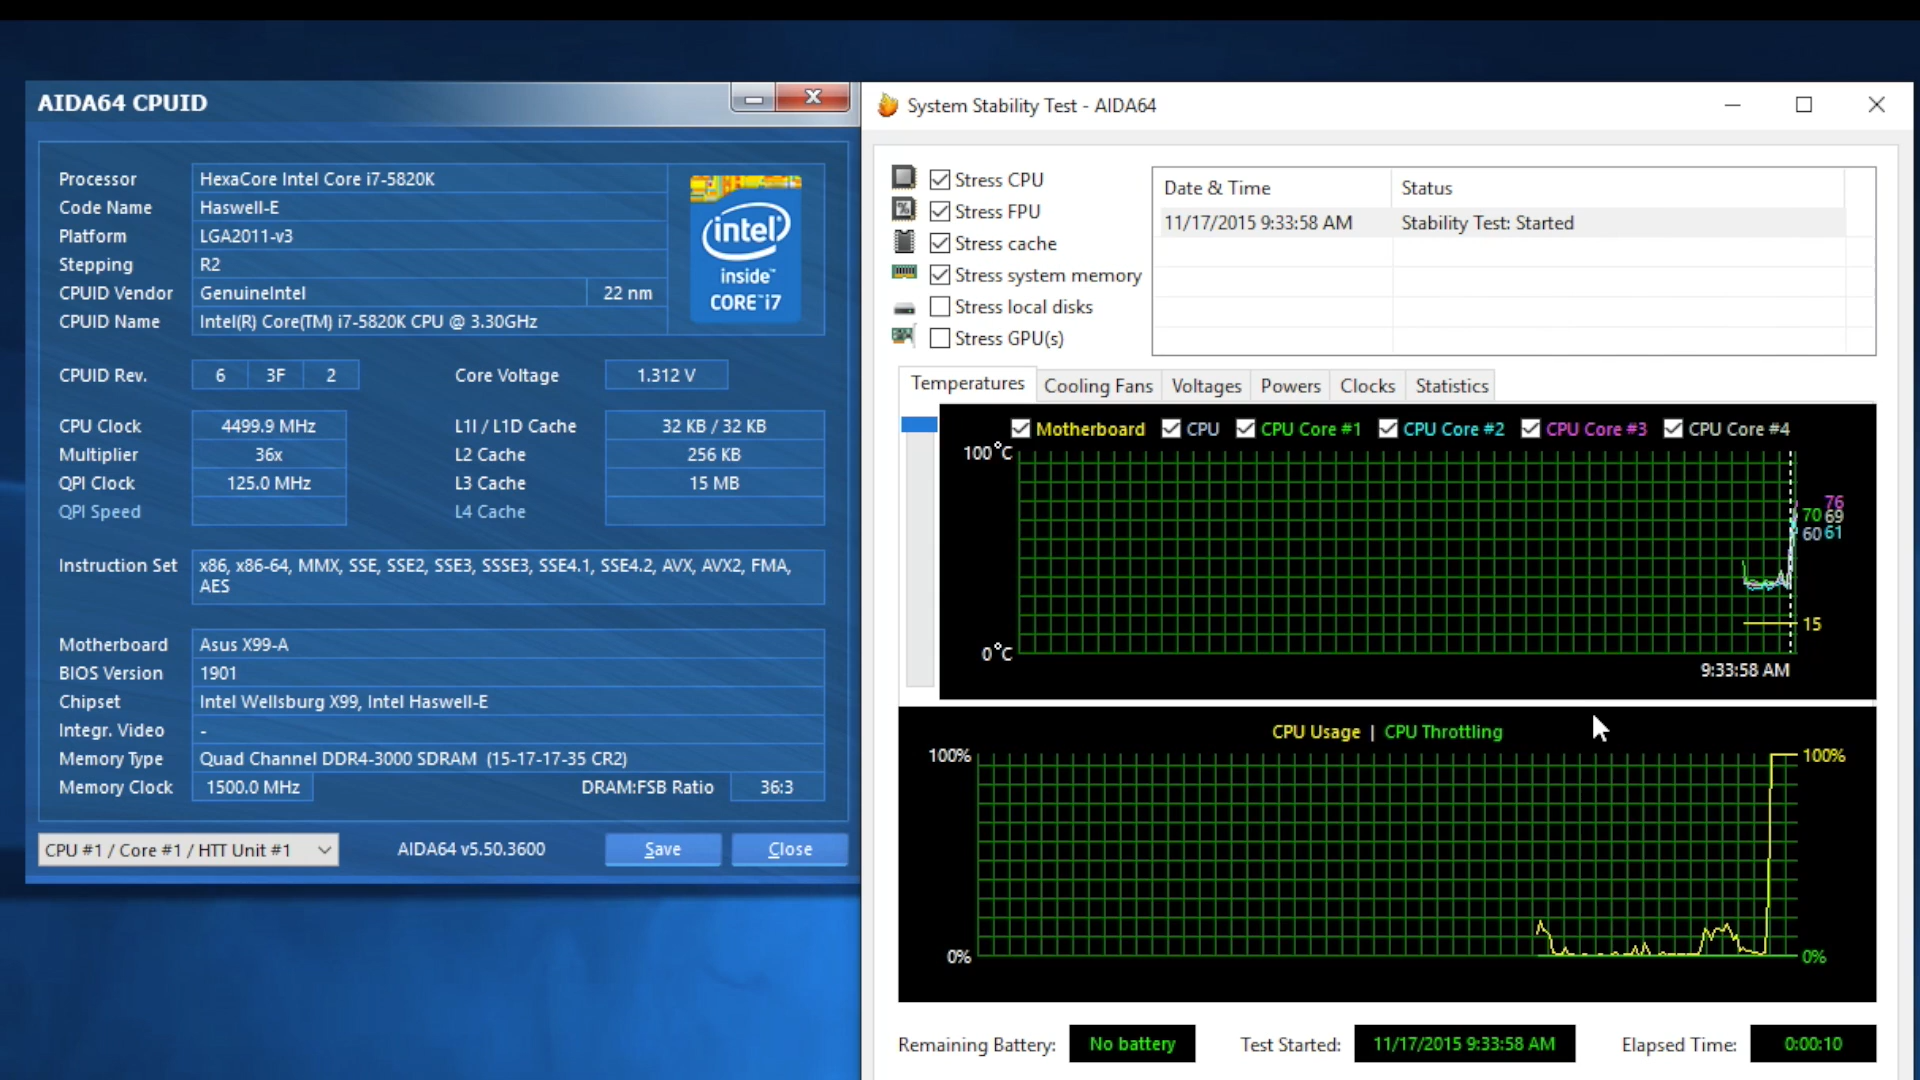 AIDA64 CPUID
Processor HexaCore Intel Core i7-5820K
Code Name Haswell-E
Platform LGA2011-v3
Stepping R2
CPUID Vendor GenuineIntel 22 nm
CPUID Name Intel(R) Core(TM) i7-5820K CPU @ 3.30GHz
intel
inside™
CORE™i7
CPUID Rev. 6 3F 2 Core Voltage 1.312 V
CPU Clock 4499.9 MHz L1I / L1D Cache 32 KB / 32 KB
Multiplier 36x L2 Cache 256 KB
QPI Clock 125.0 MHz L3 Cache 15 MB
QPI Speed L4 Cache
Instruction Set x86, x86-64, MMX, SSE, SSE2, SSE3, SSSE3, SSE4.1, SSE4.2, AVX, AVX2, FMA,
AES
Motherboard Asus X99-A
BIOS Version 1901
Chipset Intel Wellsburg X99, Intel Haswell-E
Integr. Video -
Memory Type Quad Channel DDR4-3000 SDRAM (15-17-17-35 CR2)
Memory Clock 1500.0 MHz DRAM:FSB Ratio 36:3
CPU #1 / Core #1 / HTT Unit #1 AIDA64 v5.50.3600 Save Close
System Stability Test - AIDA64
Stress CPU
Stress FPU
Stress cache
Stress system memory
Stress local disks
Stress GPU(s)
Date & Time Status
11/17/2015 9:33:58 AM Stability Test: Started
Temperatures Cooling Fans Voltages Powers Clocks Statistics
Motherboard CPU CPU Core #1 CPU Core #2 CPU Core #3 CPU Core #4
100°C
76
70 69
60 61
15
0°C
9:33:58 AM
CPU Usage | CPU Throttling
100% 100%
0% 0%
Remaining Battery: No battery Test Started: 11/17/2015 9:33:58 AM Elapsed Time: 0:00:10